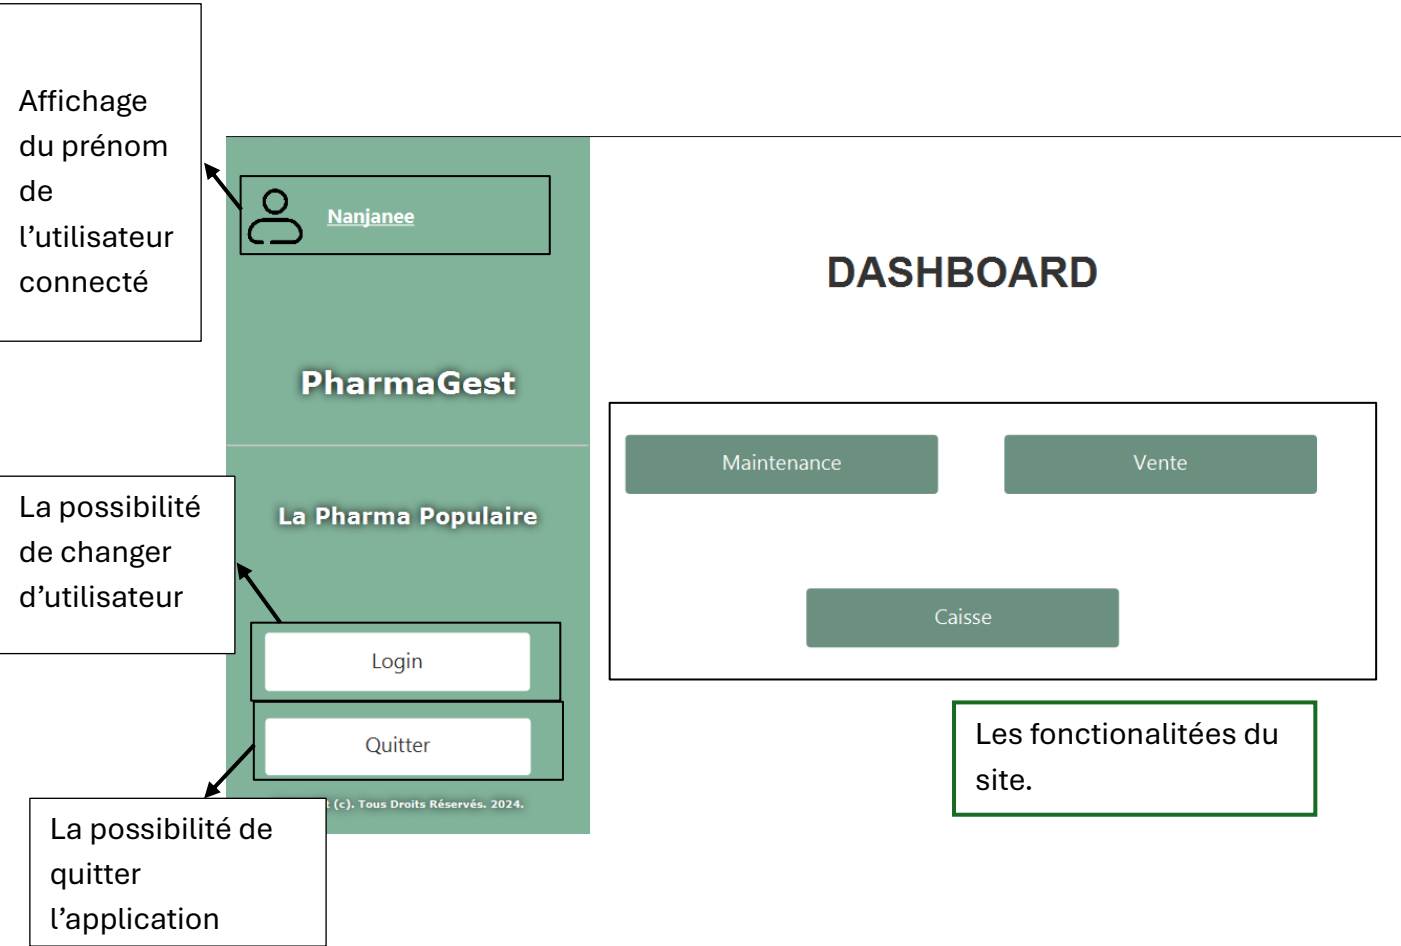 Affichage
du prénom
de
l’utilisateur
connecté
Nanjanee
DASHBOARD
PharmaGest
Maintenance
Vente
La possibilité
de changer
d’utilisateur
La Pharma Populaire
Caisse
Login
Quitter
Les fonctionalitées du
site.
(c). Tous Droits Réservés. 2024.
La possibilité de
quitter
l’application